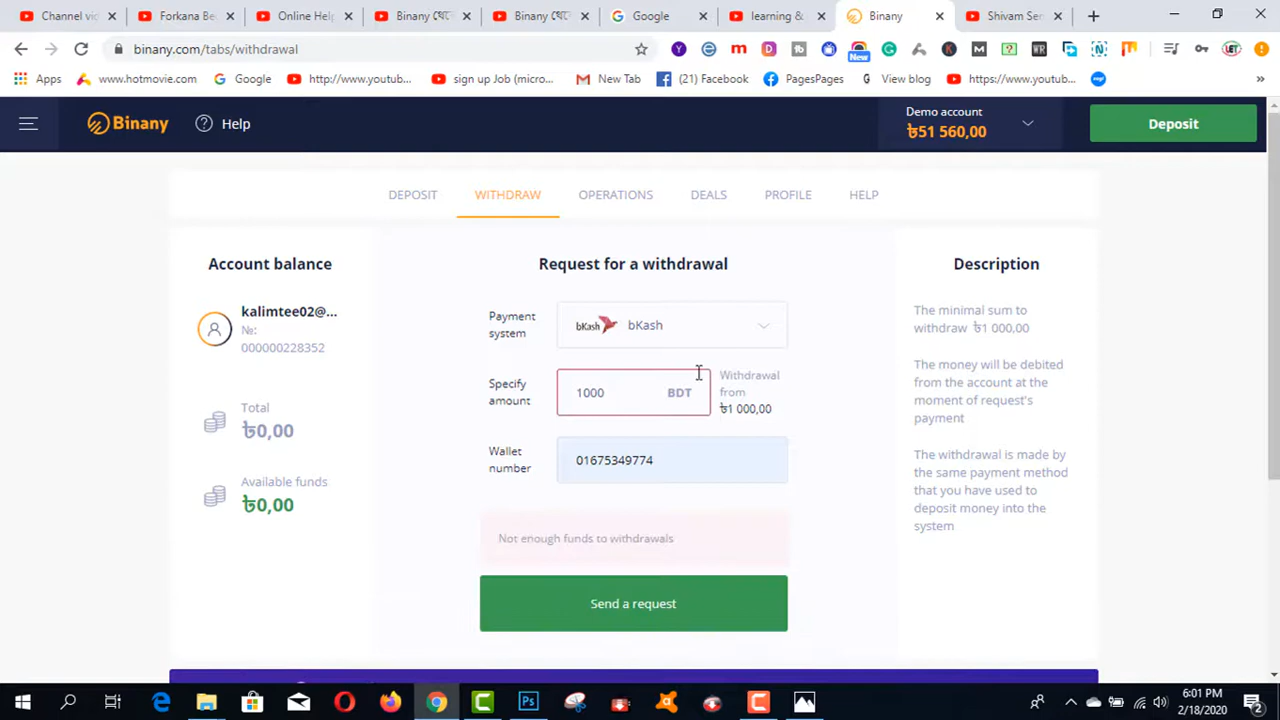 Channel vi
Forkana Be
Online Help
Binany
Binany
Google
learning &
Binany
Shivam Ser
binany.com/tabs/withdrawal
New
Apps
www.hotmovie.com
Google
http://www.youtub...
sign up Job (micro...
New Tab
(21) Facebook
PagesPages
View blog
https://www.youtub...
Binany
Help
Demo account
৳51 560,00
Deposit
DEPOSIT
WITHDRAW
OPERATIONS
DEALS
PROFILE
HELP
Account balance
kalimtee02@...
№:
000000228352
Total
৳0,00
Available funds
৳0,00
Request for a withdrawal
Payment
system
bKash
bKash
Specify
amount
1000
BDT
Withdrawal
from
৳1 000,00
Wallet
number
01675349774
Not enough funds to withdrawals
Send a request
Description
The minimal sum to
withdraw ৳1 000,00
The money will be debited
from the account at the
moment of request's
payment
The withdrawal is made by
the same payment method
that you have used to
deposit money into the
system
6:01 PM
2/18/2020
2